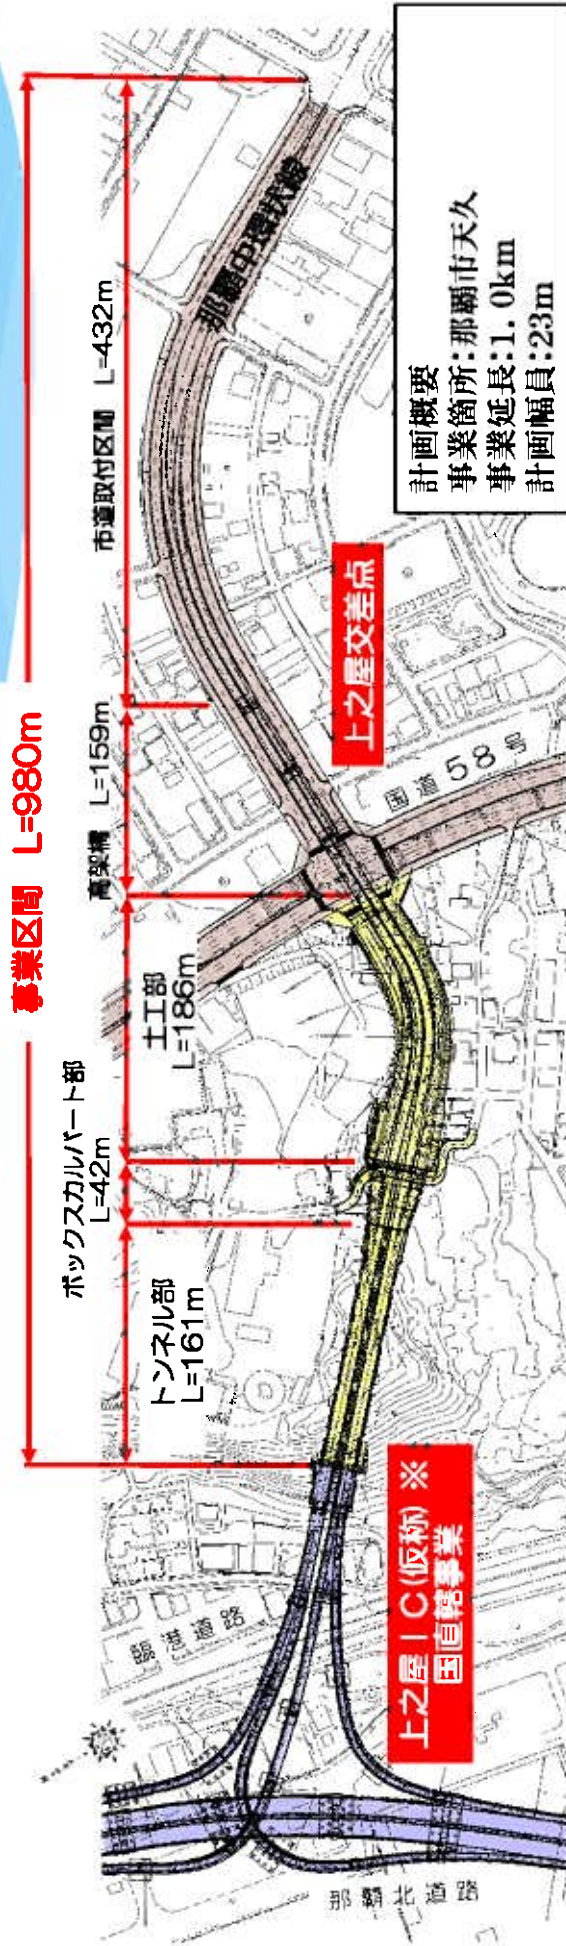 事業区間 L=980m
トンネル部
L=161m
ボックスカルバート部
L=42m
土工部
L=186m
高架橋 L=159m
市道取付区間 L=432m
那覇中環状線
上之屋交差点
国道58号
臨港道路
上之屋IC(仮称)※
国直轄事業
那覇北道路
計画概要
事業箇所:那覇市天久
事業延長:1.0km
計画幅員:23m